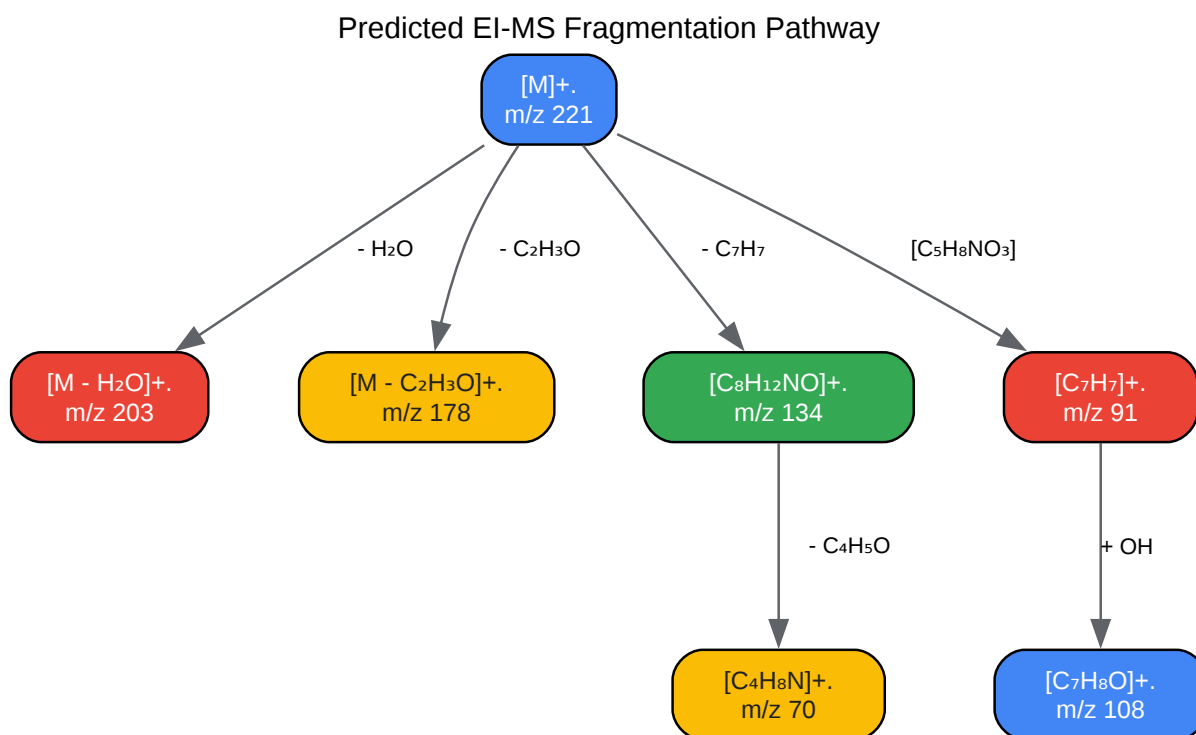 Predicted EI-MS Fragmentation Pathway
[M]+.
m/z 221
- H₂O
- C₂H₃O
- C₇H₇
[C₅H₈NO₃]
[M - H₂O]+.
m/z 203
[M - C₂H₃O]+.
m/z 178
[C₈H₁₂NO]+.
m/z 134
[C₇H₇]+.
m/z 91
- C₄H₅O
+ OH
[C₄H₈N]+.
m/z 70
[C₇H₈O]+.
m/z 108